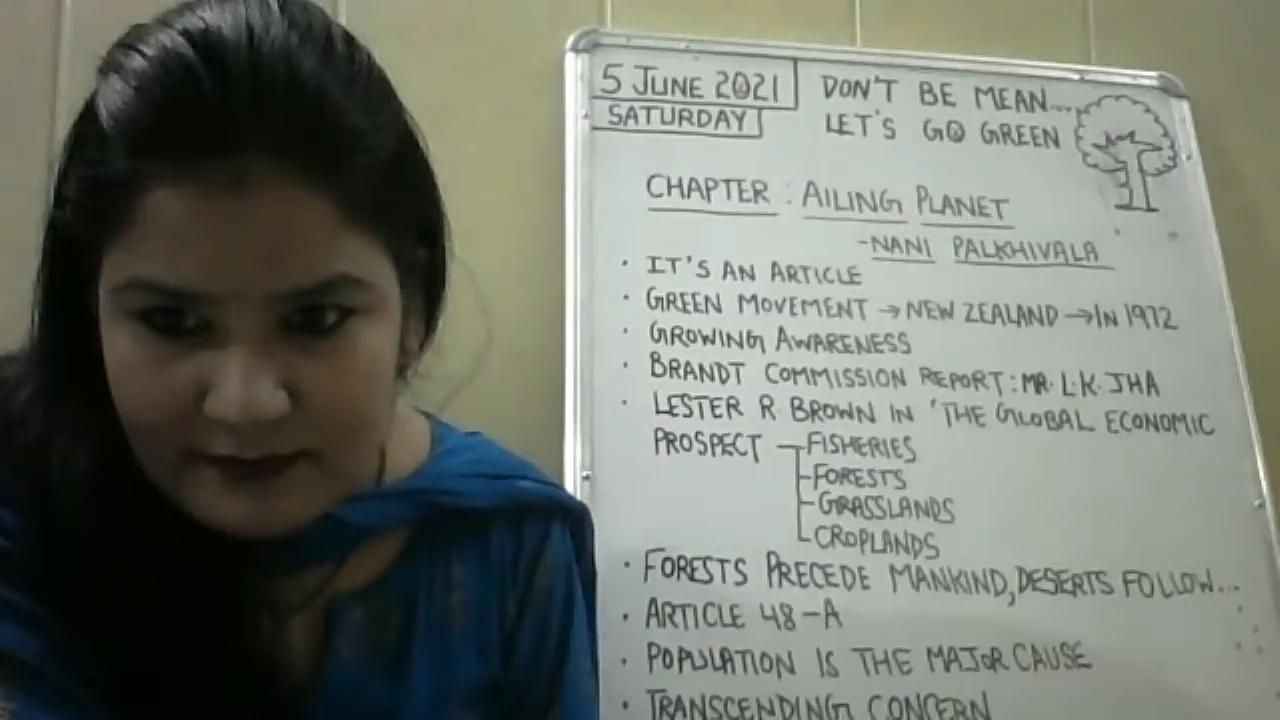 5 JUNE 2021
SATURDAY
DON'T BE MEAN....
LET'S GO GREEN
CHAPTER : AILING PLANET
-NANI PALKHIVALA
· IT'S AN ARTICLE
· GREEN MOVEMENT → NEW ZEALAND → IN 1972
· GROWING AWARENESS
· BRANDT COMMISSION REPORT : MR. L.K. JHA
· LESTER R. BROWN IN 'THE GLOBAL ECONOMIC
PROSPECT
FISHERIES
FORESTS
GRASSLANDS
CROPLANDS
· FORESTS PRECEDE MANKIND, DESERTS FOLLOW...
· ARTICLE 48-A
· POPULATION IS THE MAJOR CAUSE
· TRANSCENDING CONCERN